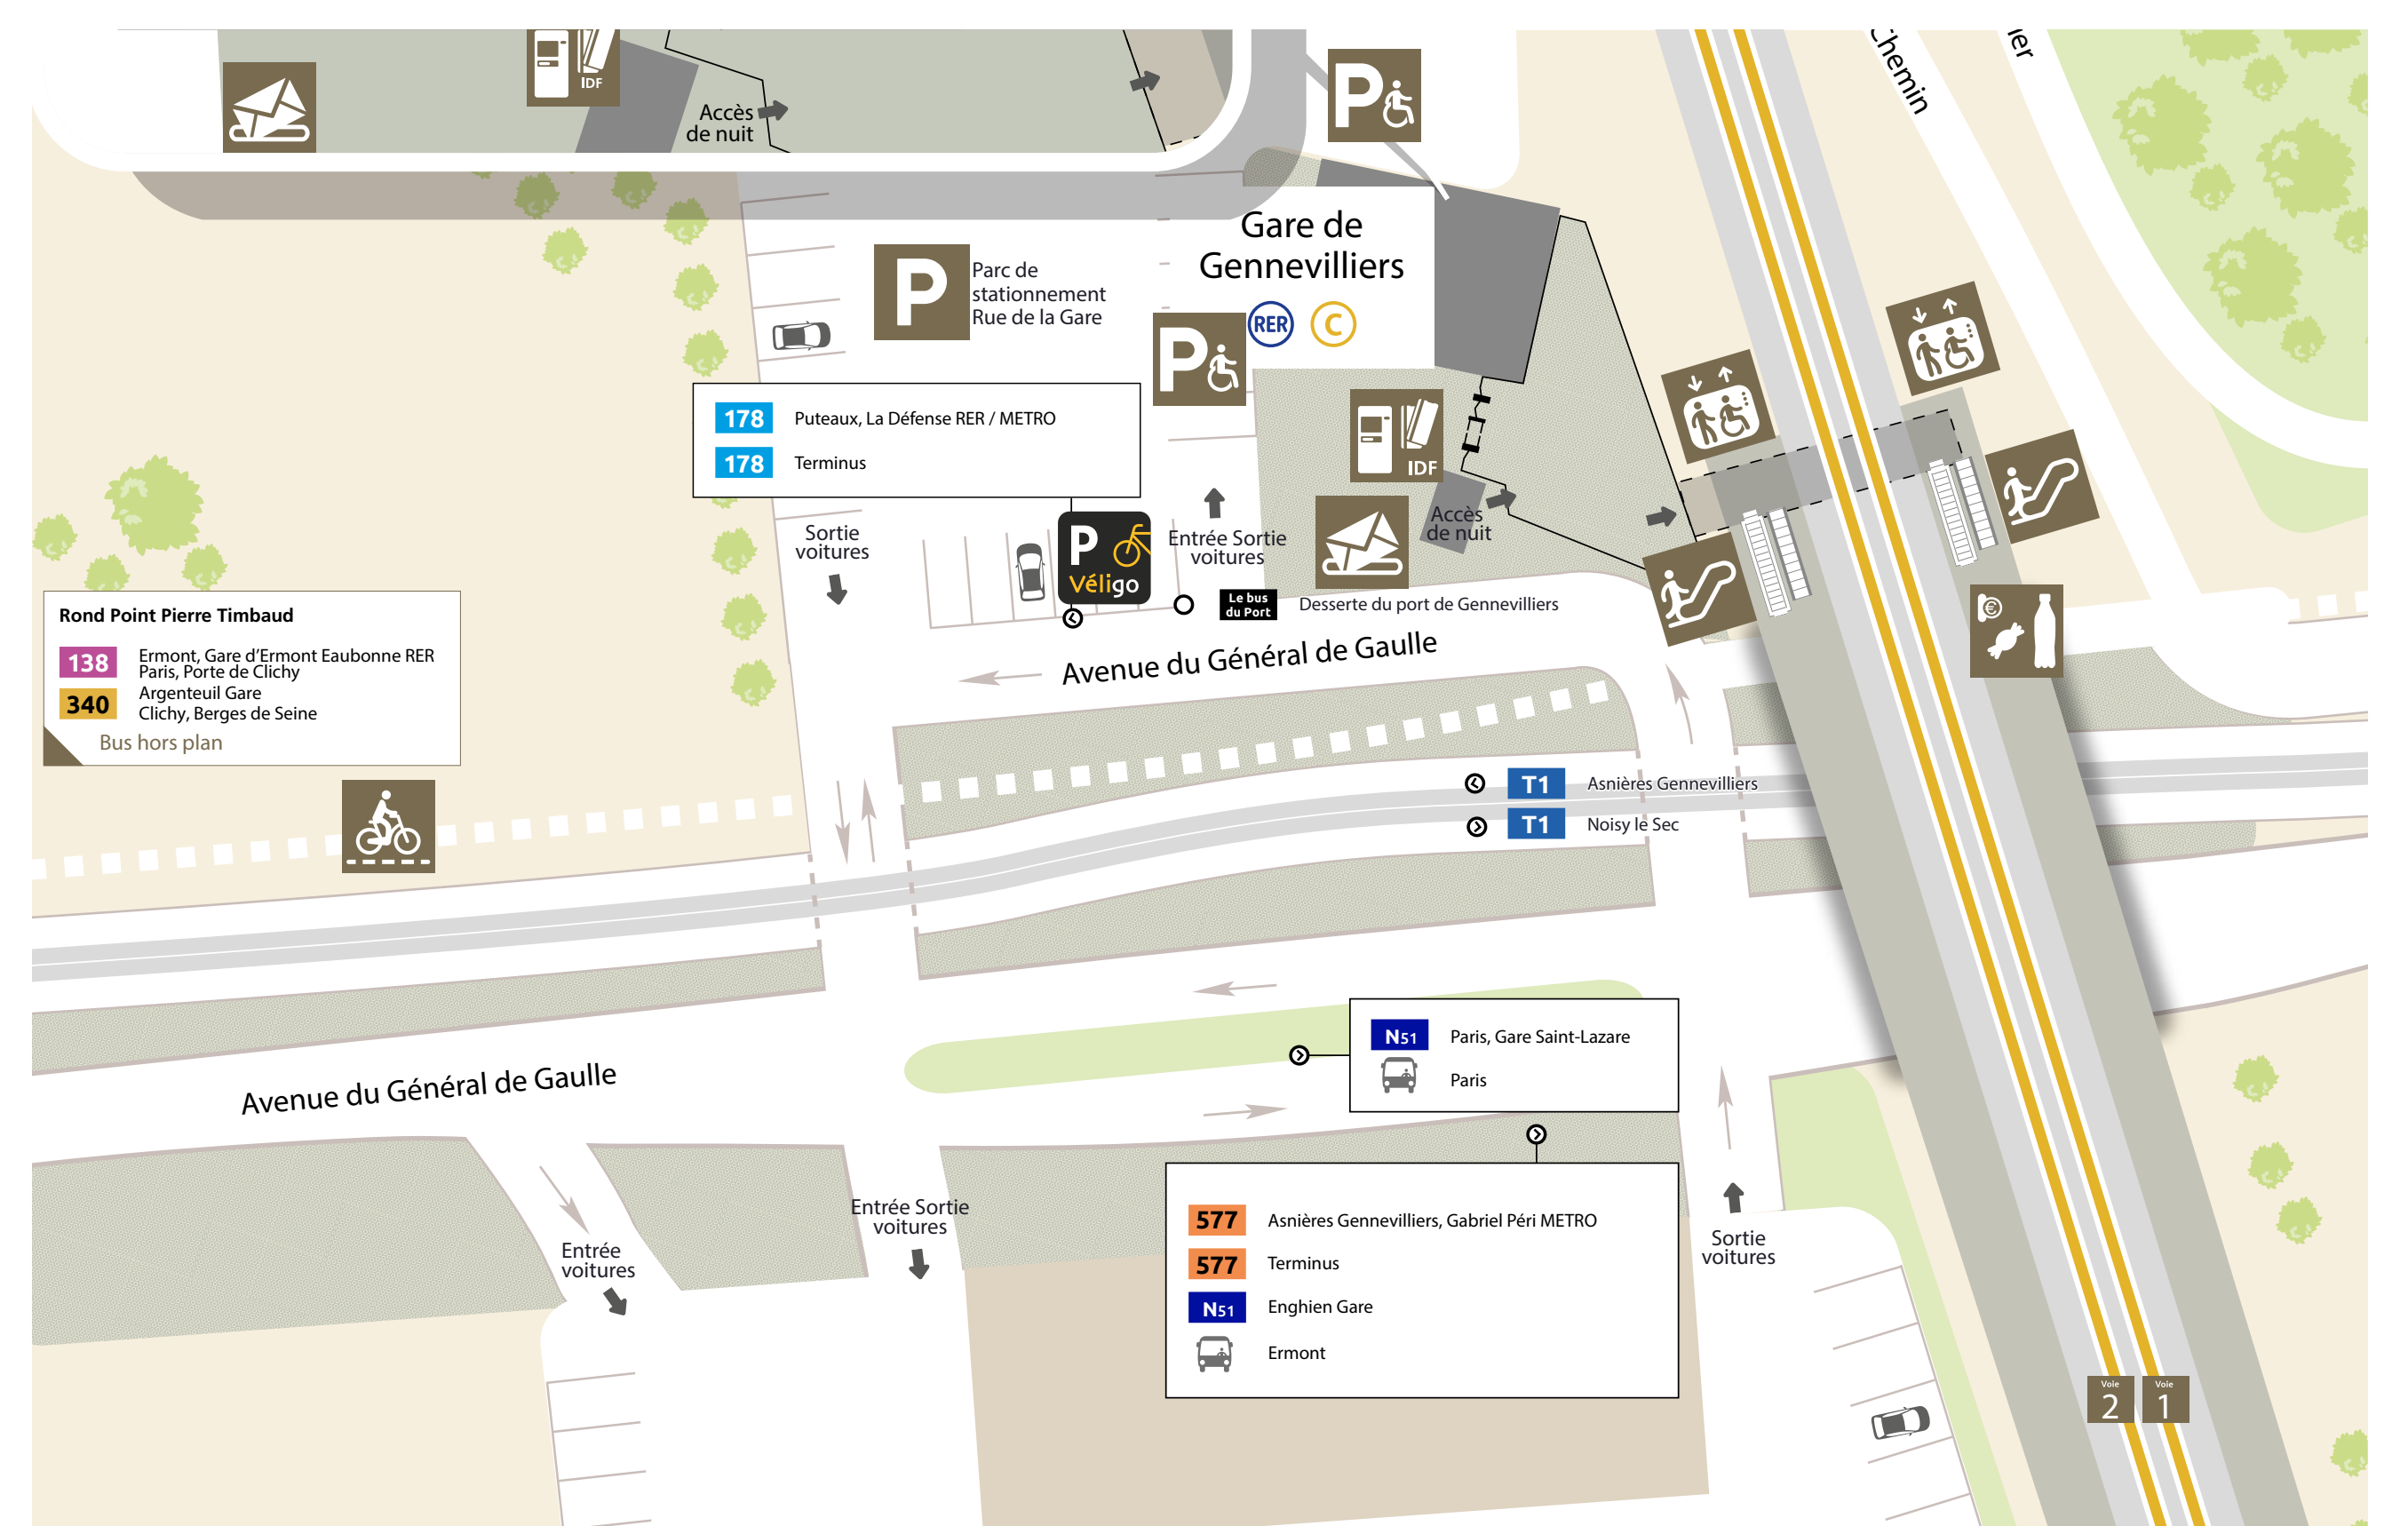 IDF
Accès
de nuit
P
Chemin
ier
Gare de
Gennevilliers
RER C
P
Parc de
stationnement
Rue de la Gare
P
178 Puteaux, La Défense RER / METRO
178 Terminus
IDF
Sortie
voitures
P
Véligo
Entrée Sortie
voitures
Accès
de nuit
Le bus
du Port
Desserte du port de Gennevilliers
€
Avenue du Général de Gaulle
Rond Point Pierre Timbaud
138 Ermont, Gare d'Ermont Eaubonne RER
Paris, Porte de Clichy
340 Argenteuil Gare
Clichy, Berges de Seine
Bus hors plan
T1 Asnières Gennevilliers
T1 Noisy le Sec
N51 Paris, Gare Saint-Lazare
Paris
Avenue du Général de Gaulle
Entrée Sortie
voitures
Entrée
voitures
577 Asnières Gennevilliers, Gabriel Péri METRO
577 Terminus
N51 Enghien Gare
Ermont
Sortie
voitures
Voie
2
Voie
1